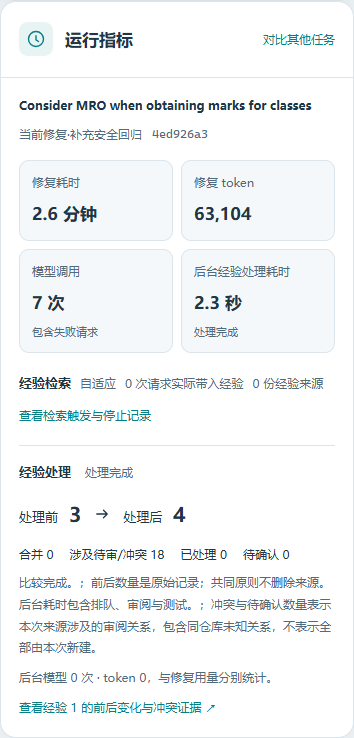 运行指标
对比其他任务
Consider MRO when obtaining marks for classes
当前修复·补充安全回归 4ed926a3
修复耗时
2.6 分钟
修复 token
63,104
模型调用
7 次
包含失败请求
后台经验处理耗时
2.3 秒
处理完成
经验检索 自适应 0 次请求实际带入经验 0 份经验来源
查看检索触发与停止记录
经验处理 处理完成
处理前 3 → 处理后 4
合并 0 涉及待审/冲突 18 已处理 0 待确认 0
比较完成。；前后数量是原始记录；共同原则不删除来源。
后台耗时包含排队、审阅与测试。；冲突与待确认数量表示
本次来源涉及的审阅关系，包含同仓库未知关系，不表示全
部由本次新建。
后台模型 0 次 · token 0，与修复用量分别统计。
查看经验 1 的前后变化与冲突证据 ↗